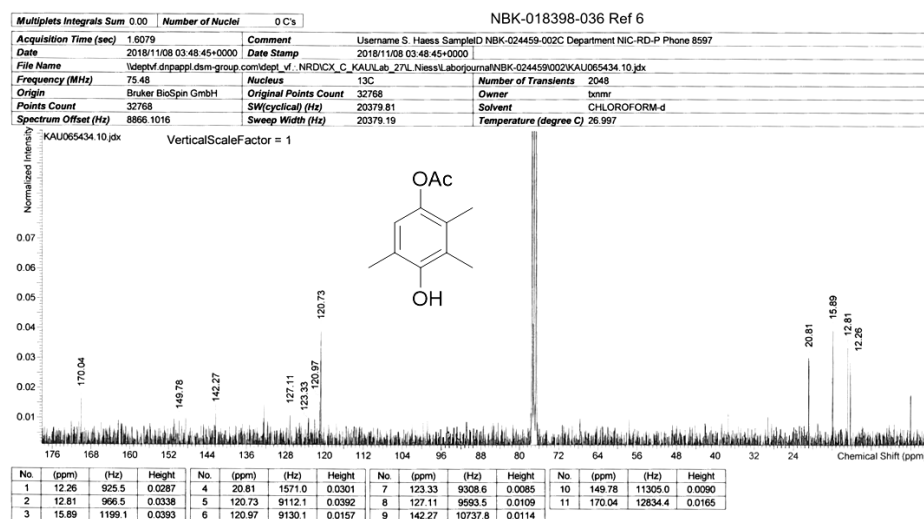 Multiplets Integrals Sum 0.00 Number of Nuclei 0 C's
NBK-018398-036 Ref 6
Acquisition Time (sec) 1.6079 Comment Username S. Haess SampleID NBK-024459-002C Department NIC-RD-P Phone 8597
Date 2018/11/08 03:48:45+0000 Date Stamp 2018/11/08 03:48:45+0000
File Name \\deptvf.dnpappl.dsm-group.com\dept_vf...NRD\CX_C_KAU\Lab_27\L.Niess\Laborjournal\NBK-024459\002\KAU065434.10.jdx
Frequency (MHz) 75.48 Nucleus 13C Number of Transients 2048
Origin Bruker BioSpin GmbH Original Points Count 32768 Owner
Points Count 32768 SW(cyclical) (Hz) 20379.81 Solvent CHLOROFORM-d
Spectrum Offset (Hz) 8866.1016 Sweep Width (Hz) 20379.19 Temperature (degree C) 26.997
KAU065434.10.jdx VerticalScaleFactor = 1
Normalized Intensity
0.07
0.06
0.05
0.04
0.03
0.02
0.01
OAc
OH
170.04
149.78
142.27
127.11
123.33
120.97
120.73
20.81
15.89
12.81
12.26
176 168 160 152 144 136 128 120 112 104 96 88 80 72 64 56 48 40 32 24 Chemical Shift (ppm
No. (ppm) (Hz) Height No. (ppm) (Hz) Height No. (ppm) (Hz) Height No. (ppm) (Hz) Height
1 12.26 925.5 0.0287 4 20.81 1571.0 0.0301 7 123.33 9308.6 0.0085 10 149.78 11305.0 0.0090
2 12.81 966.5 0.0338 5 120.73 9112.1 0.0392 8 127.11 9593.5 0.0109 11 170.04 12834.4 0.0165
3 15.89 1199.1 0.0393 6 120.97 9130.1 0.0157 9 142.27 10737.8 0.0114